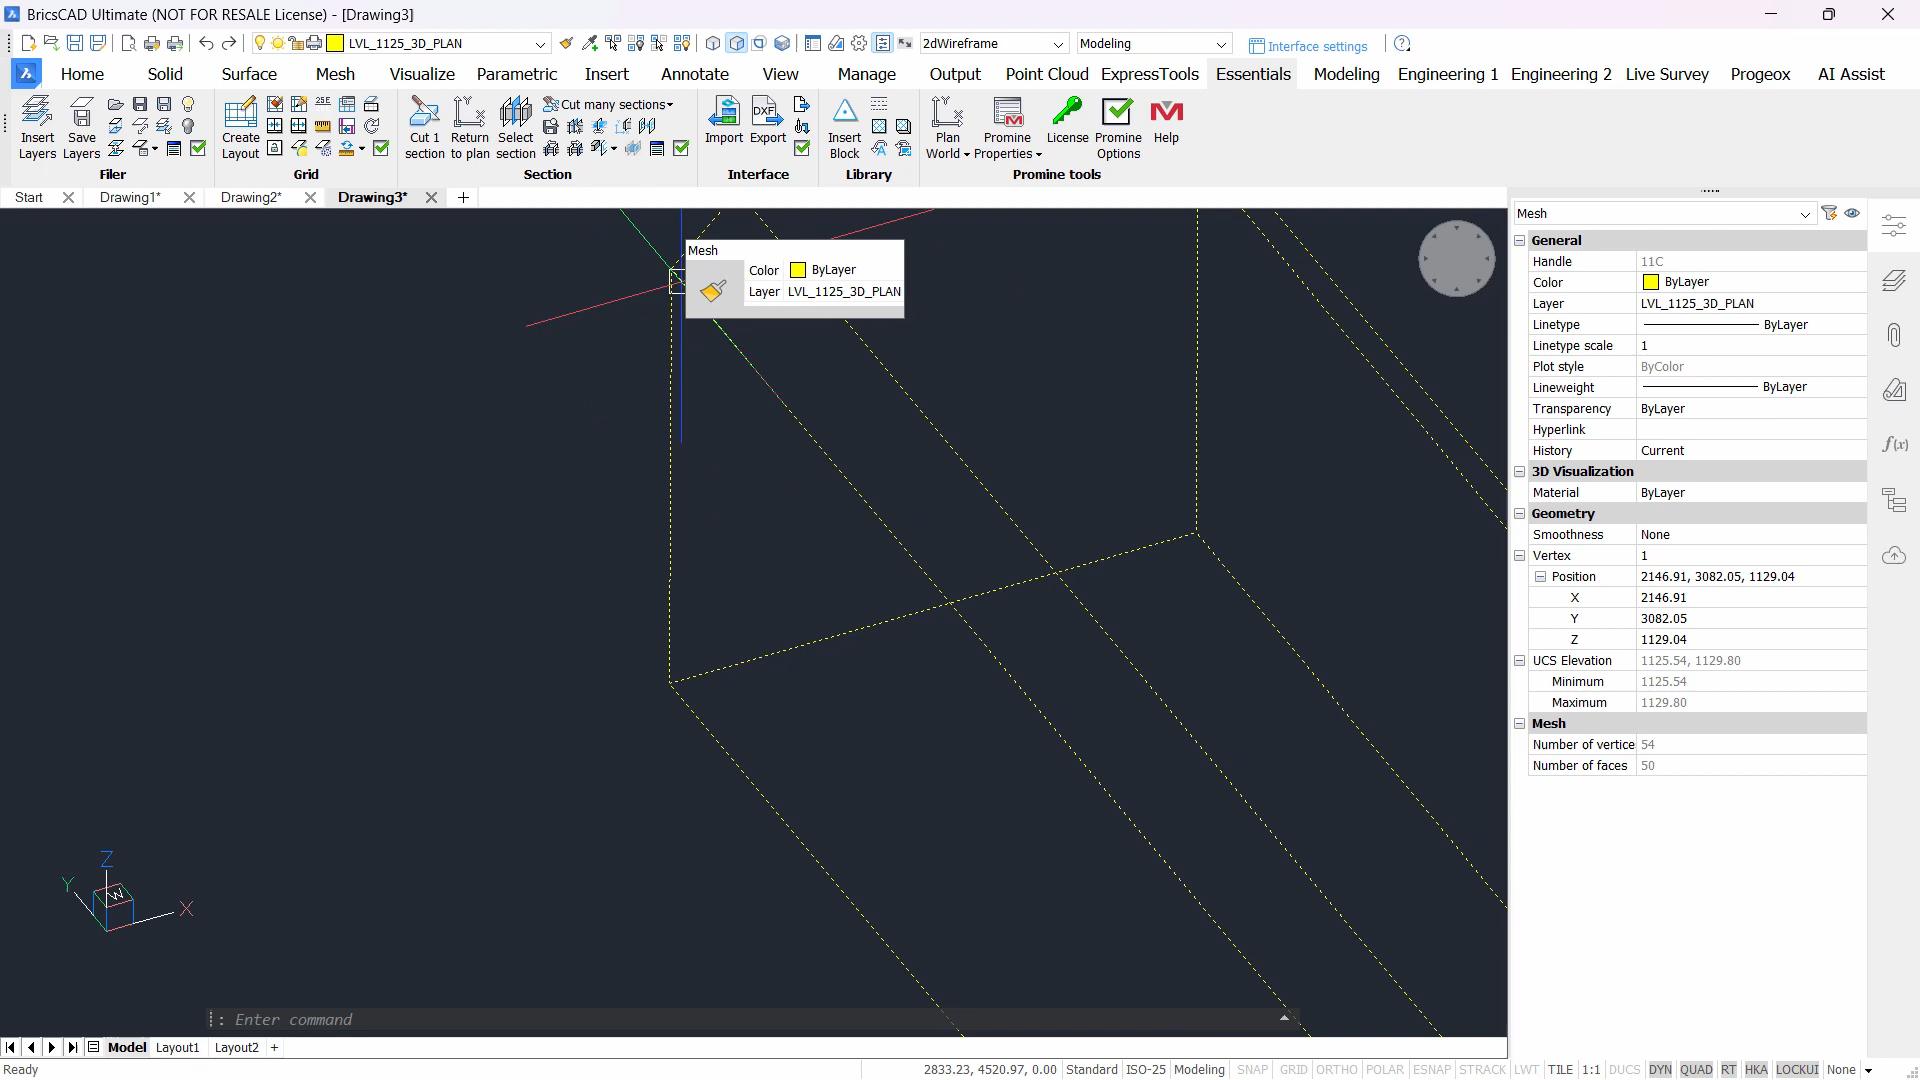 BricsCAD Ultimate (NOT FOR RESALE License) - [Drawing3]
LVL_1125_3D_PLAN
2dWireframe
Modeling
Interface settings
Home Solid Surface Mesh Visualize Parametric Insert Annotate View Manage Output Point Cloud ExpressTools Essentials Modeling Engineering 1 Engineering 2 Live Survey Progeox AI Assist
Insert Layers
Save Layers
Create Layout
25E
Cut 1 section
Return to plan
Select section
Cut many sections
Import
DXF
Export
Insert Block
Plan World
Promine Properties
License
Promine Options
Help
Filer Grid Section Interface Library Promine tools
Start Drawing1* Drawing2* Drawing3*
Mesh
Color ByLayer
Layer LVL_1125_3D_PLAN
Z
Y
W
X
: Enter command
Model Layout1 Layout2 +
Mesh
General
Handle 11C
Color ByLayer
Layer LVL_1125_3D_PLAN
Linetype ByLayer
Linetype scale 1
Plot style ByColor
Lineweight ByLayer
Transparency ByLayer
Hyperlink
History Current
3D Visualization
Material ByLayer
Geometry
Smoothness None
Vertex 1
Position 2146.91, 3082.05, 1129.04
X 2146.91
Y 3082.05
Z 1129.04
UCS Elevation 1125.54, 1129.80
Minimum 1125.54
Maximum 1129.80
Mesh
Number of vertice 54
Number of faces 50
f(x)
Ready
2833.23, 4520.97, 0.00 Standard ISO-25 Modeling SNAP GRID ORTHO POLAR ESNAP STRACK LWT TILE 1:1 DUCS DYN QUAD RT HKA LOCKUI None